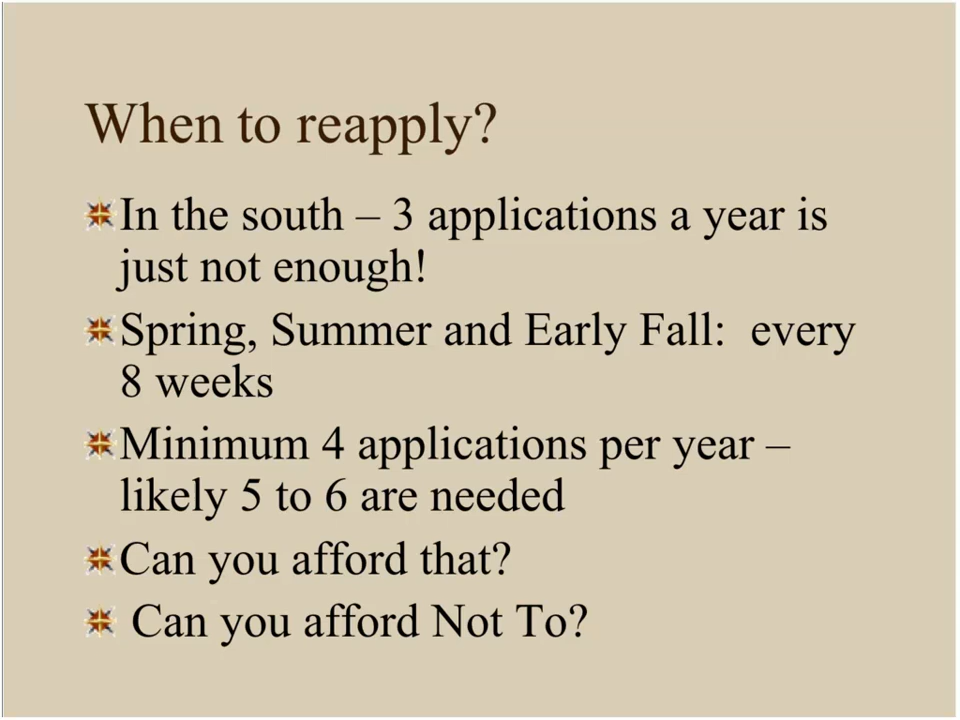 When to reapply?
In the south – 3 applications a year is
just not enough!
Spring, Summer and Early Fall:  every
8 weeks
Minimum 4 applications per year –
likely 5 to 6 are needed
Can you afford that?
Can you afford Not To?